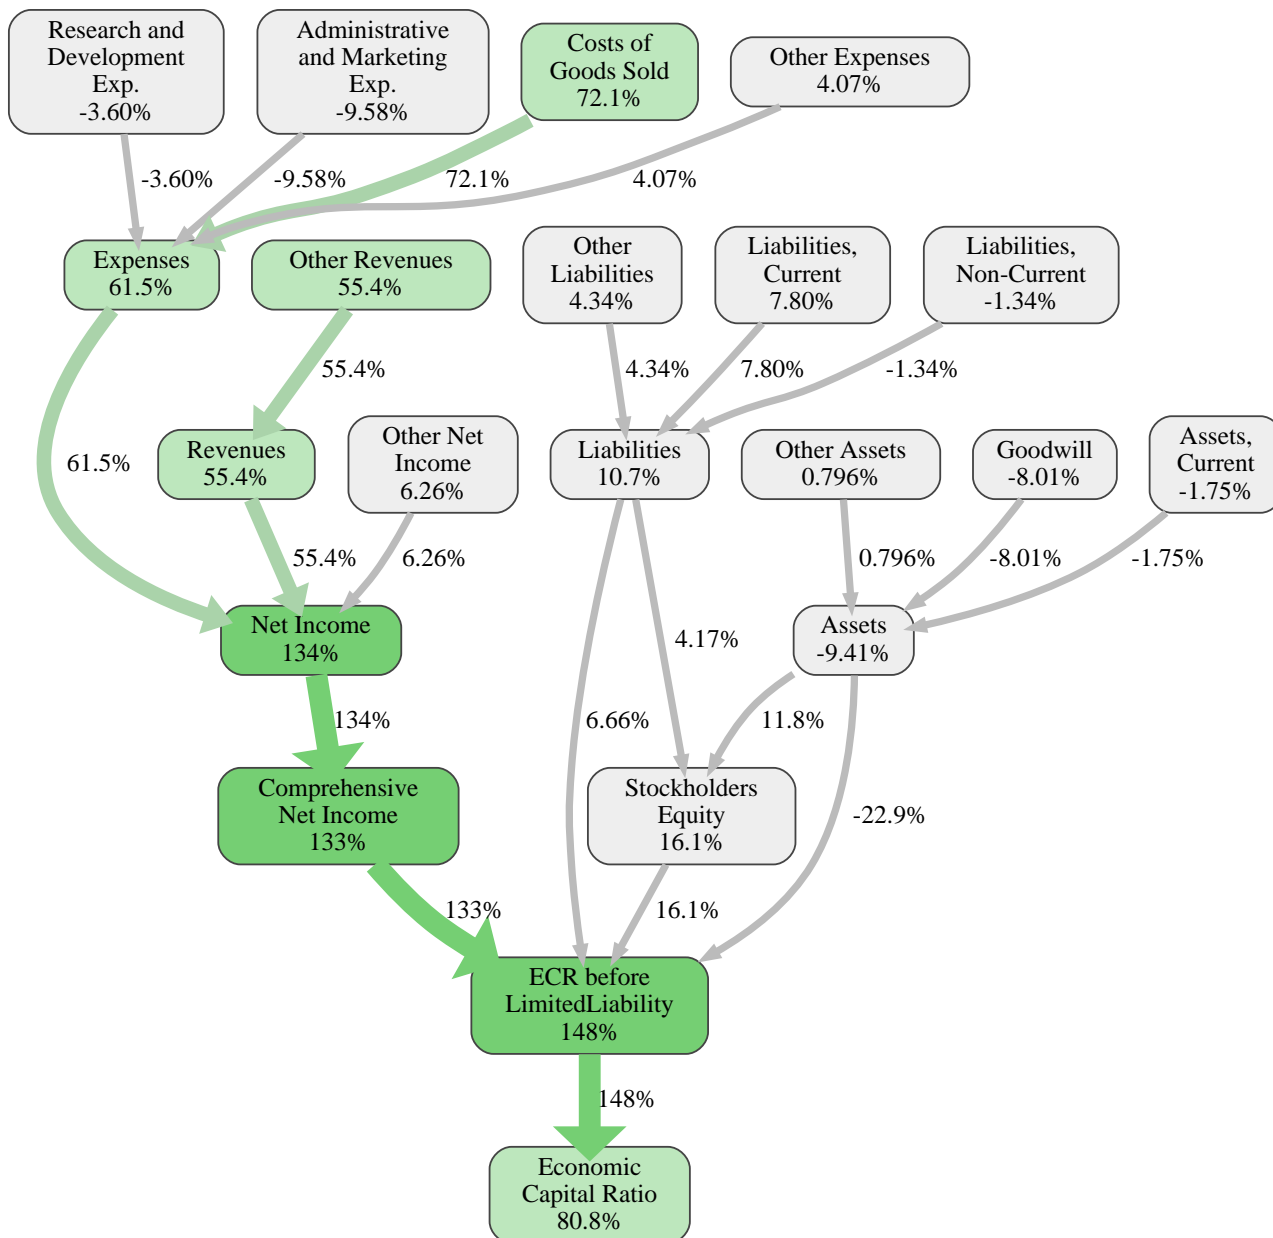 Research and
Development
Exp.
-3.60%
Administrative
and Marketing
Exp.
-9.58%
Costs of
Goods Sold
72.1%
Other Expenses
4.07%
-3.60%
-9.58%
72.1%
4.07%
Expenses
61.5%
Other Revenues
55.4%
Other
Liabilities
4.34%
Liabilities,
Current
7.80%
Liabilities,
Non-Current
-1.34%
55.4%
4.34%
7.80%
-1.34%
61.5%
Revenues
55.4%
Other Net
Income
6.26%
Liabilities
10.7%
Other Assets
0.796%
Goodwill
-8.01%
Assets,
Current
-1.75%
55.4%
6.26%
0.796%
-8.01%
-1.75%
Net Income
134%
4.17%
Assets
-9.41%
134%
6.66%
11.8%
Comprehensive
Net Income
133%
Stockholders
Equity
16.1%
-22.9%
133%
16.1%
ECR before
LimitedLiability
148%
148%
Economic
Capital Ratio
80.8%